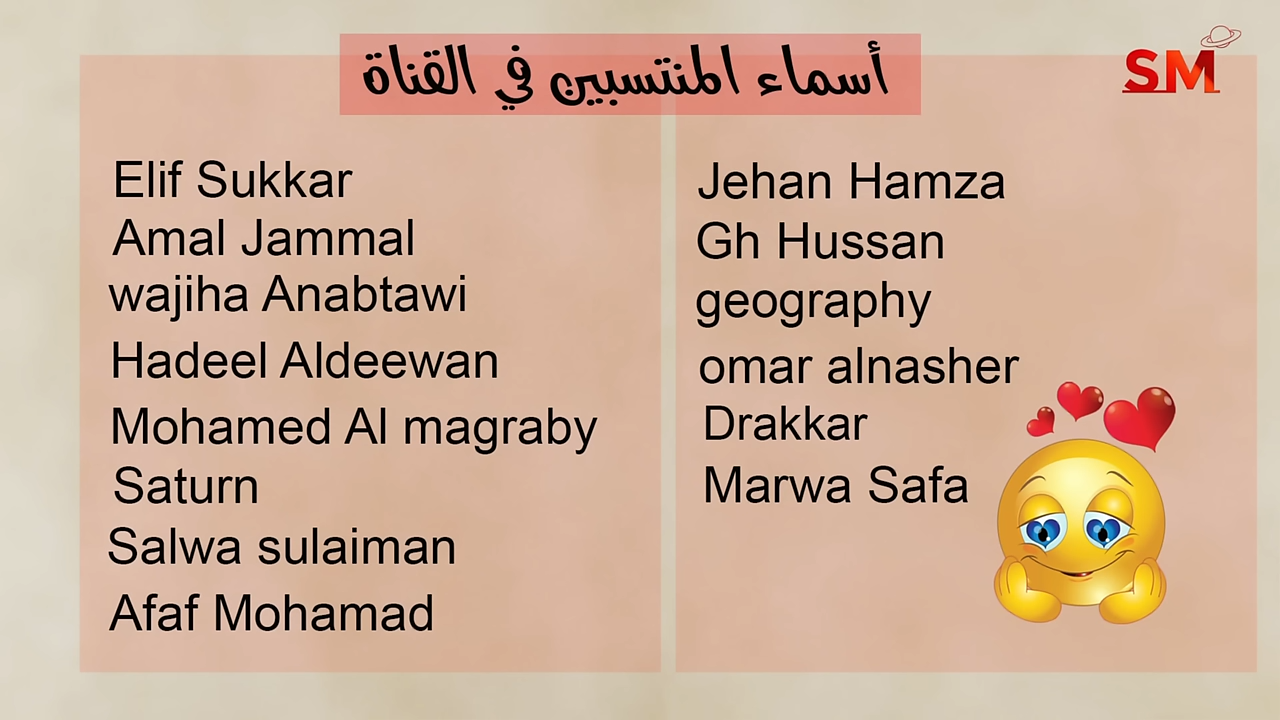 أسماء المنتسبين في القناة
SM
Elif Sukkar
Amal Jammal
wajiha Anabtawi
Hadeel Aldeewan
Mohamed Al magraby
Saturn
Salwa sulaiman
Afaf Mohamad
Jehan Hamza
Gh Hussan
geography
omar alnasher
Drakkar
Marwa Safa